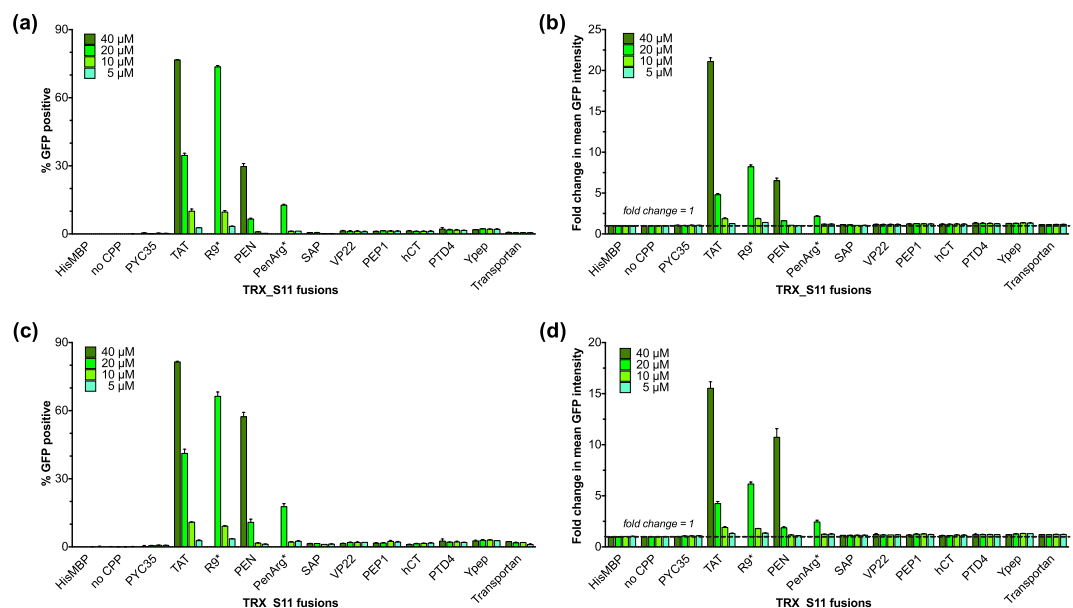 (a)
% GFP positive
90
60
30
0
40 µM
20 µM
10 µM
5 µM
HisMBP
no CPP
PYC35
TAT
R9*
PEN
PenArg*
SAP
VP22
PEP1
hCT
PTD4
Ypep
Transportan
TRX_S11 fusions
(b)
Fold change in mean GFP intensity
25
20
15
10
5
0
40 µM
20 µM
10 µM
5 µM
fold change = 1
HisMBP
no CPP
PYC35
TAT
R9*
PEN
PenArg*
SAP
VP22
PEP1
hCT
PTD4
Ypep
Transportan
TRX_S11 fusions
(c)
% GFP positive
90
60
30
0
40 µM
20 µM
10 µM
5 µM
HisMBP
no CPP
PYC35
TAT
R9*
PEN
PenArg*
SAP
VP22
PEP1
hCT
PTD4
Ypep
Transportan
TRX_S11 fusions
(d)
Fold change in mean GFP intensity
20
15
10
5
0
40 µM
20 µM
10 µM
5 µM
fold change = 1
HisMBP
no CPP
PYC35
TAT
R9*
PEN
PenArg*
SAP
VP22
PEP1
hCT
PTD4
Ypep
Transportan
TRX_S11 fusions